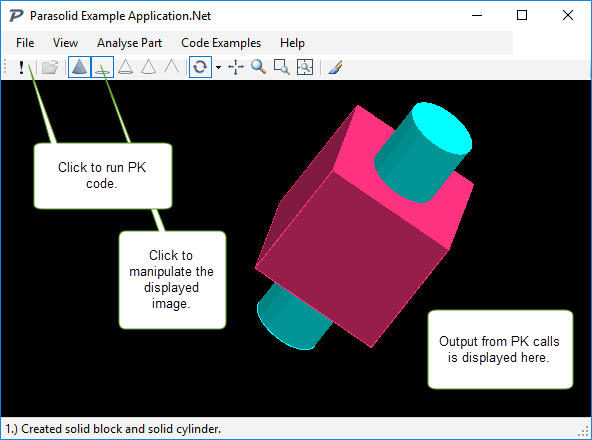 Parasolid Example Application.Net
File View Analyse Part Code Examples Help
Click to run PK
code.
Click to
manipulate the
displayed
image.
Output from PK calls
is displayed here.
1.) Created solid block and solid cylinder.